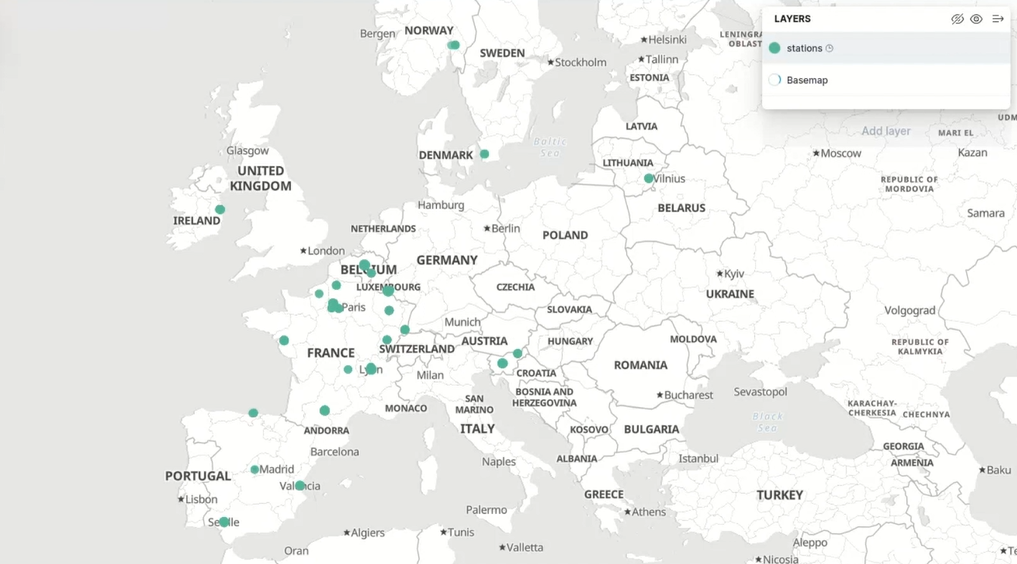 LAYERS
stations
Basemap
Add layer
NORWAY
Bergen
SWEDEN
★Helsinki
LENINGRA
OBLAST
★Tallinn
★Stockholm
ESTONIA
UDM
LATVIA
MARI EL
Glasgow
DENMARK
Baltic
Sea
LITHUANIA
★Moscow
Kazan
UNITED
KINGDOM
Vilnius
REPUBLIC OF
MORDOVIA
Hamburg
BELARUS
Samara
IRELAND
NETHERLANDS
★Berlin
POLAND
★London
GERMANY
BELGIUM
★Kyiv
LUXEMBOURG
CZECHIA
UKRAINE
Paris
SLOVAKIA
Volgograd
Munich
AUSTRIA
HUNGARY
MOLDOVA
REPUBLIC OF
KALMYKIA
FRANCE
SWITZERLAND
Lyon
Milan
CROATIA
ROMANIA
Sevastopol
BOSNIA AND
HERZEGOVINA
★Bucharest
SAN
MARINO
MONACO
KARACHAY-
CHERKESIA
CHECHNYA
Black
Sea
ANDORRA
ITALY
KOSOVO
BULGARIA
GEORGIA
Barcelona
Naples
ALBANIA
Istanbul
ARMENIA
★Baku
PORTUGAL
Madrid
Valencia
GREECE
TURKEY
★Lisbon
Palermo
★Athens
Seville
★Algiers
★Tunis
★Valletta
Aleppo
Oran
★Nicosia
★Te